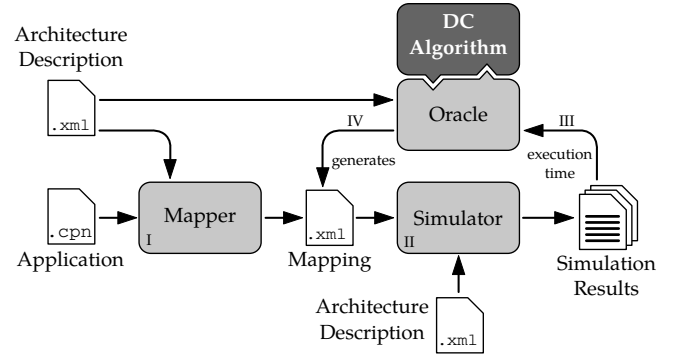 DC
Algorithm
Architecture
Description
.xml
Oracle
IV
III
generates
execution
time
.cpn
Application
Mapper
I
.xml
Mapping
Simulator
II
Simulation
Results
Architecture
Description
.xml